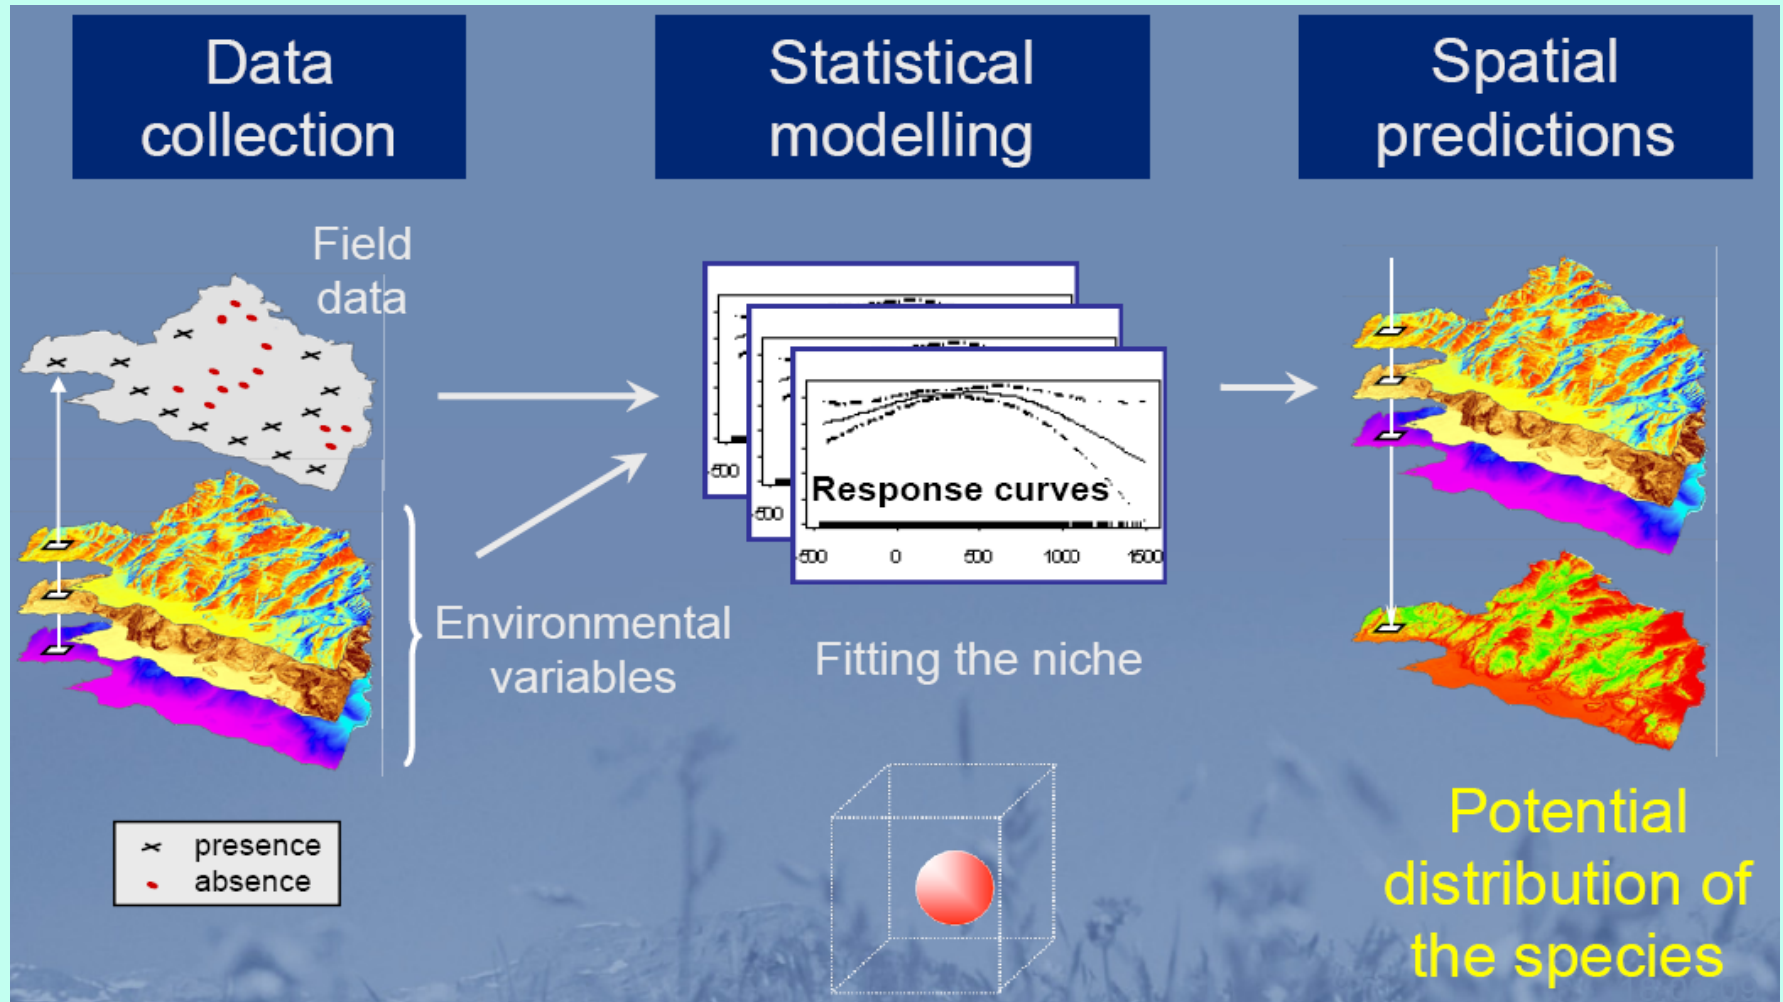 Data
collection
Statistical
modelling
Spatial
predictions
Field
data
Environmental
variables
presence
absence
-500
-500
Response curves
-500 0 500 1000 1500
Fitting the niche
Potential
distribution of
the species